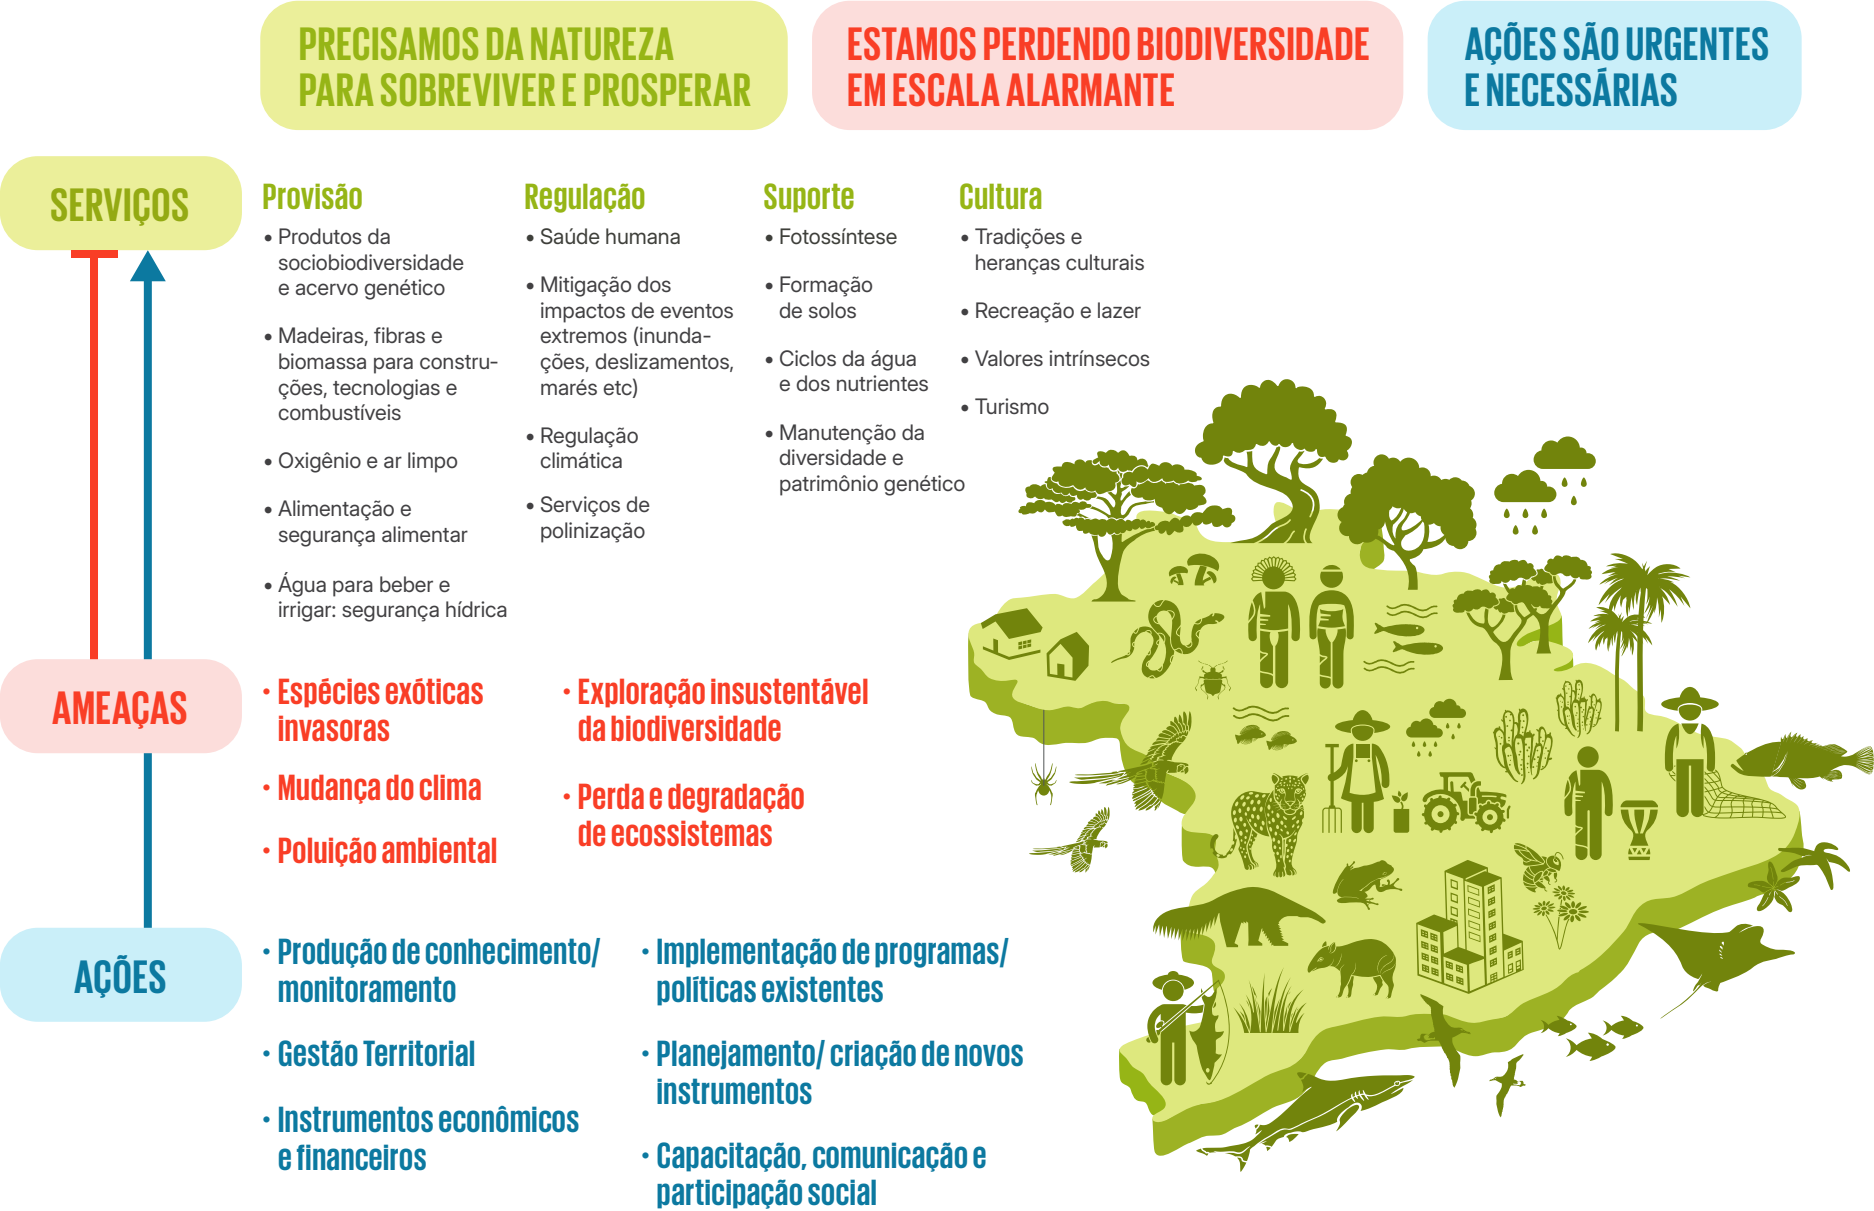 PRECISAMOS DA NATUREZA
PARA SOBREVIVER E PROSPERAR
ESTAMOS PERDENDO BIODIVERSIDADE
EM ESCALA ALARMANTE
AÇÕES SÃO URGENTES
E NECESSÁRIAS
SERVIÇOS
Provisão
• Produtos da
sociobiodiversidade
e acervo genético
• Madeiras, fibras e
biomassa para constru-
ções, tecnologias e
combustíveis
• Oxigênio e ar limpo
• Alimentação e
segurança alimentar
• Água para beber e
irrigar: segurança hídrica
Regulação
• Saúde humana
• Mitigação dos
impactos de eventos
extremos (inunda-
ções, deslizamentos,
marés etc)
• Regulação
climática
• Serviços de
polinização
Suporte
• Fotossíntese
• Formação
de solos
• Ciclos da água
e dos nutrientes
• Manutenção da
diversidade e
patrimônio genético
Cultura
• Tradições e
heranças culturais
• Recreação e lazer
• Valores intrínsecos
• Turismo
AMEAÇAS
• Espécies exóticas
invasoras
• Mudança do clima
• Poluição ambiental
• Exploração insustentável
da biodiversidade
• Perda e degradação
de ecossistemas
AÇÕES
• Produção de conhecimento/
monitoramento
• Gestão Territorial
• Instrumentos econômicos
e financeiros
• Implementação de programas/
políticas existentes
• Planejamento/ criação de novos
instrumentos
• Capacitação, comunicação e
participação social